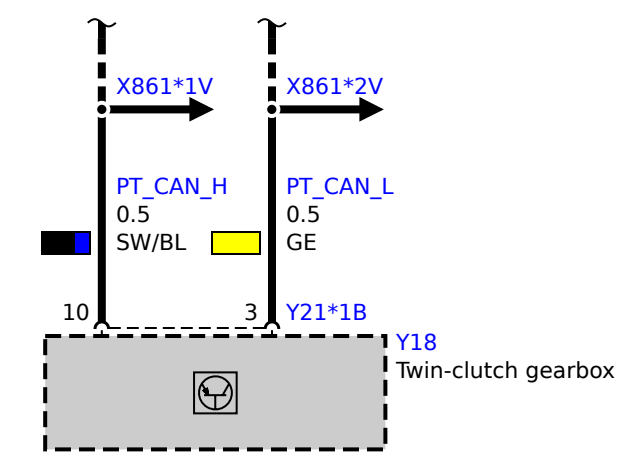 X861*1V
X861*2V
PT_CAN_H
0.5
SW/BL
PT_CAN_L
0.5
GE
10
3
Y21*1B
Y18
Twin-clutch gearbox